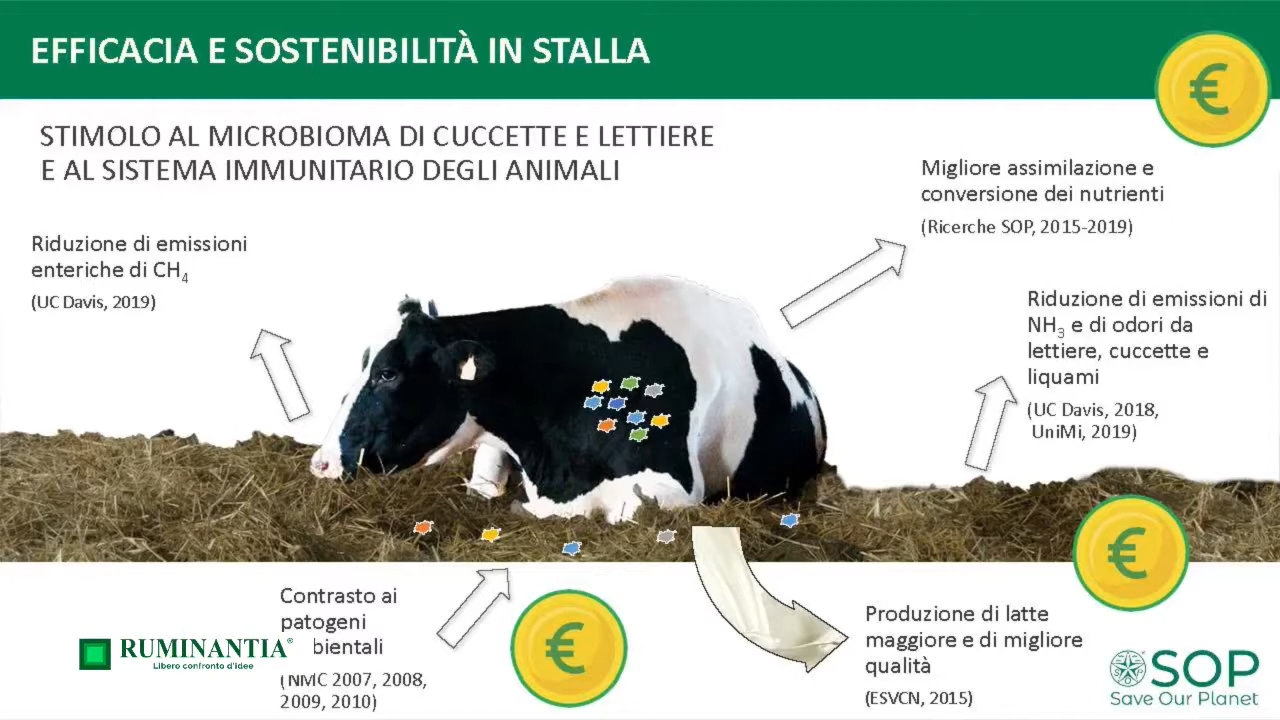 EFFICACIA E SOSTENIBILITÀ IN STALLA
€
STIMOLO AL MICROBIOMA DI CUCCETTE E LETTIERE
E AL SISTEMA IMMUNITARIO DEGLI ANIMALI
Migliore assimilazione e
conversione dei nutrienti
(Ricerche SOP, 2015-2019)
Riduzione di emissioni
enteriche di CH4
(UC Davis, 2019)
Riduzione di emissioni di
NH3 e di odori da
lettiere, cuccette e
liquami
(UC Davis, 2018,
UniMi, 2019)
€
Contrasto ai
patogeni
bientali
(NMC 2007, 2008,
2009, 2010)
€
Produzione di latte
maggiore e di migliore
qualità
(ESVCN, 2015)
RUMINANTIA®
Libero confronto d'idee
SOP
Save Our Planet